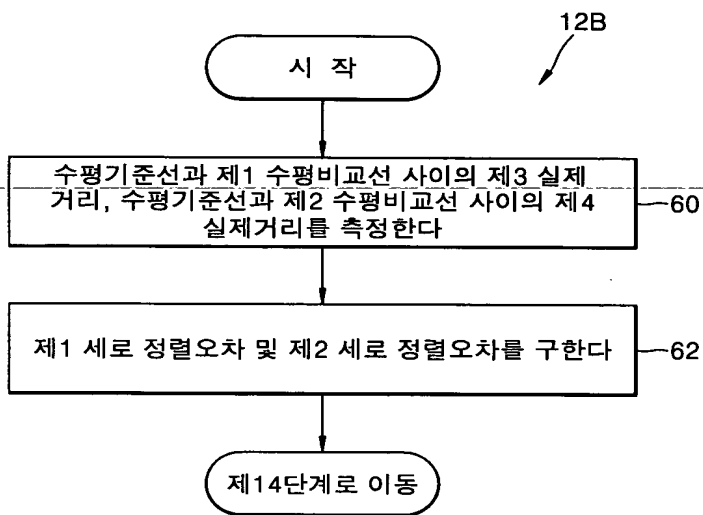 12B
시 작
수평기준선과 제1 수평비교선 사이의 제3 실제
거리, 수평기준선과 제2 수평비교선 사이의 제4
실제거리를 측정한다
60
제1 세로 정렬오차 및 제2 세로 정렬오차를 구한다
62
제14단계로 이동